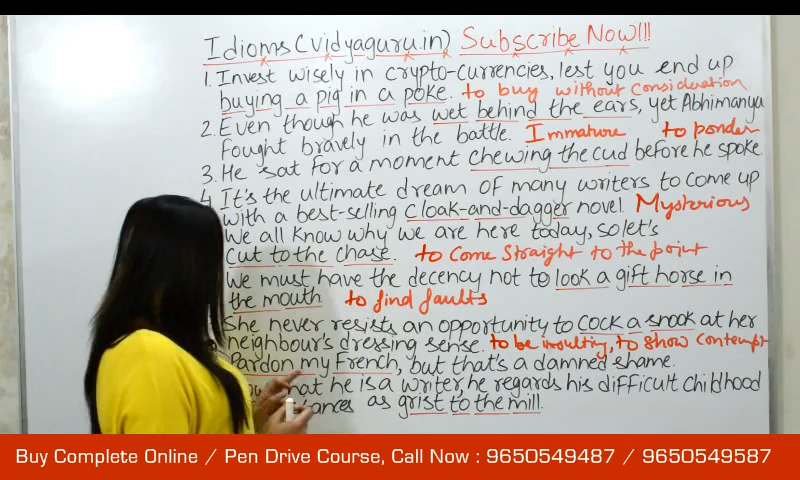 Idioms (vidyaguru.in) Subscribe Now!!!
1. Invest wisely in crypto-currencies, lest you end up
buying a pig in a poke. to buy without consideration
2. Even though he was wet behind the ears, yet Abhimanyu
fought bravely in the battle. Immature to ponder
3. He sat for a moment chewing the cud before he spoke.
4. It's the ultimate dream of many writers to come up
with a best-selling cloak-and-dagger novel. Mysterious
We all know why we are here today, so let's
cut to the chase. to come straight to the point
We must have the decency not to look a gift horse in
the mouth to find faults
She never resists an opportunity to cock a snook at her
neighbour's dressing sense. to be insulting, to show contempt
Pardon my French, but that's a damned shame.
he is a writer, he regards his difficult childhood
as grist to the mill.
Buy Complete Online / Pen Drive Course, Call Now : 9650549487 / 9650549587